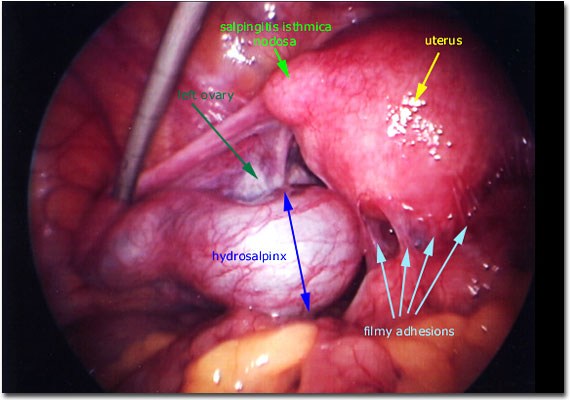 salpingitis isthmica
nodosa
uterus
left ovary
hydrosalpinx
filmy adhesions